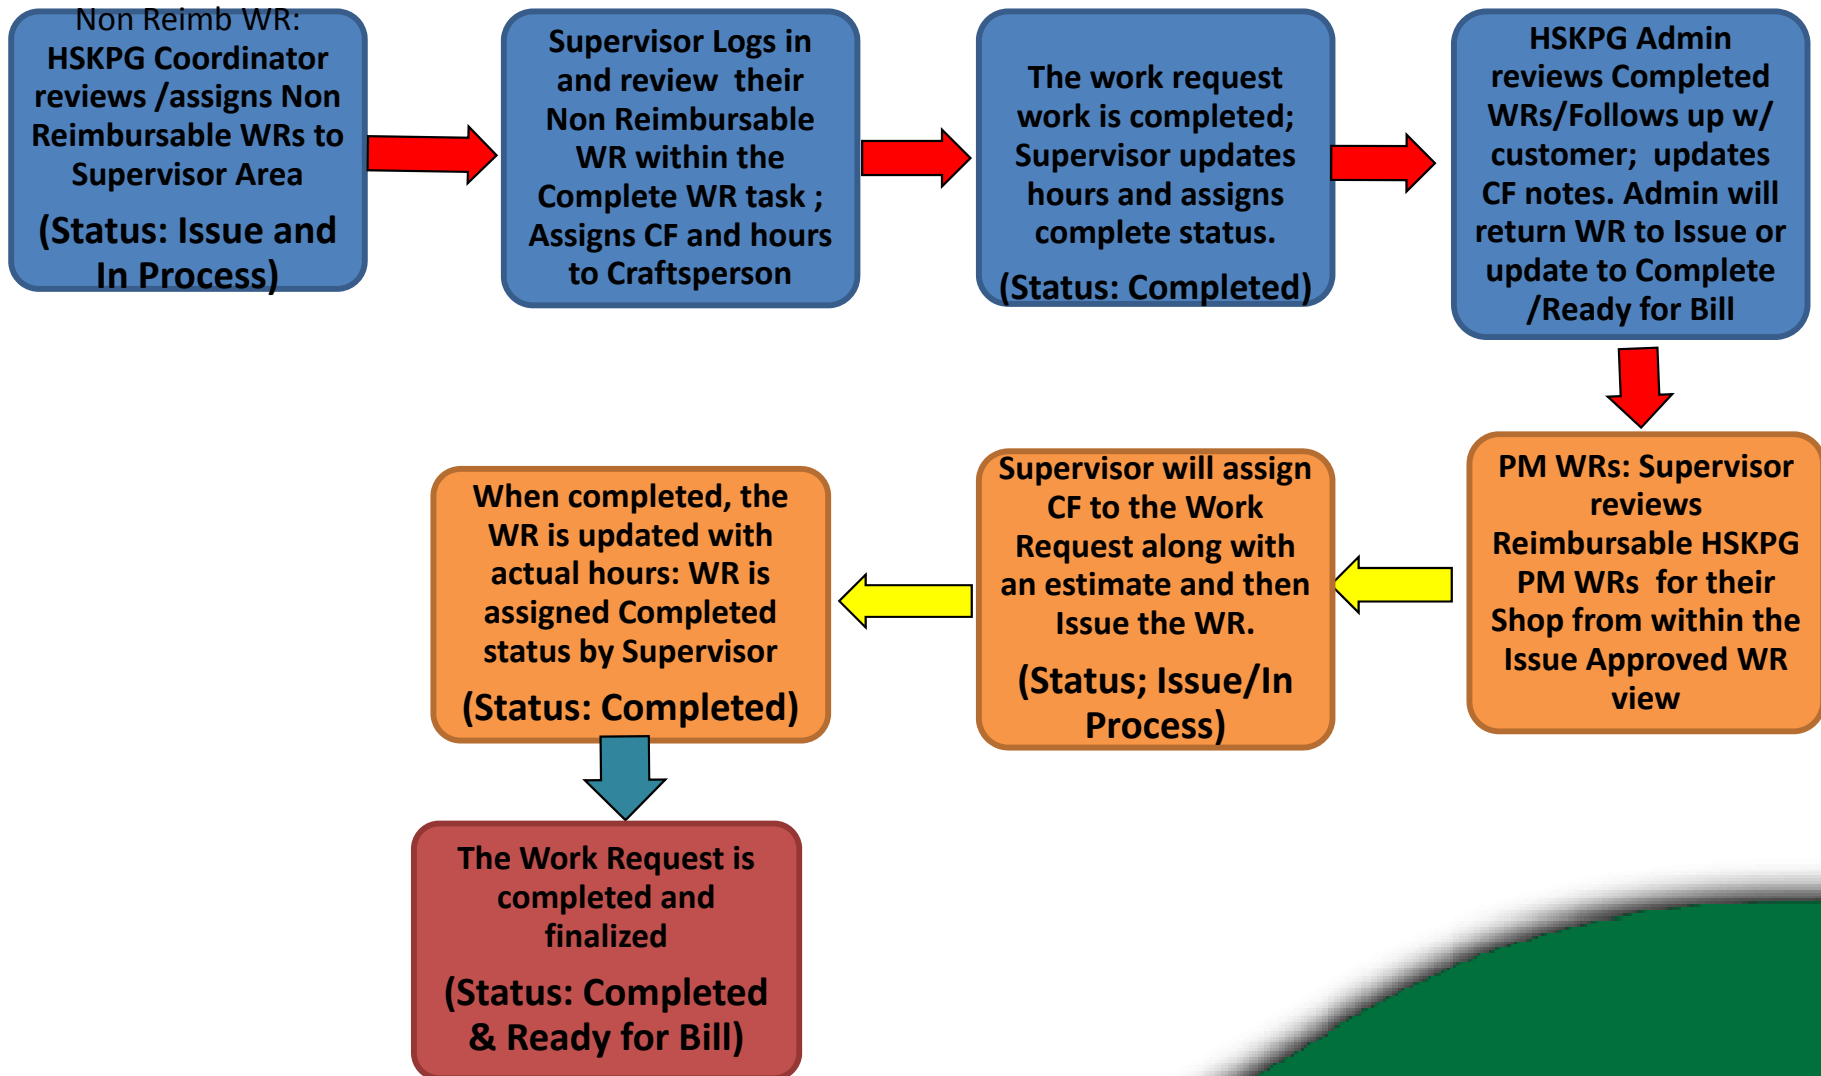 Non Reimb WR:
HSKPG Coordinator
reviews /assigns Non
Reimbursable WRs to
Supervisor Area
(Status: Issue and
In Process)
Supervisor Logs in
and review their
Non Reimbursable
WR within the
Complete WR task ;
Assigns CF and hours
to Craftsperson
The work request
work is completed;
Supervisor updates
hours and assigns
complete status.
(Status: Completed)
HSKPG Admin
reviews Completed
WRs/Follows up w/
customer; updates
CF notes. Admin will
return WR to Issue or
update to Complete
/Ready for Bill
PM WRs: Supervisor
reviews
Reimbursable HSKPG
PM WRs for their
Shop from within the
Issue Approved WR
view
Supervisor will assign
CF to the Work
Request along with
an estimate and then
Issue the WR.
(Status; Issue/In
Process)
When completed, the
WR is updated with
actual hours: WR is
assigned Completed
status by Supervisor
(Status: Completed)
The Work Request is
completed and
finalized
(Status: Completed
& Ready for Bill)